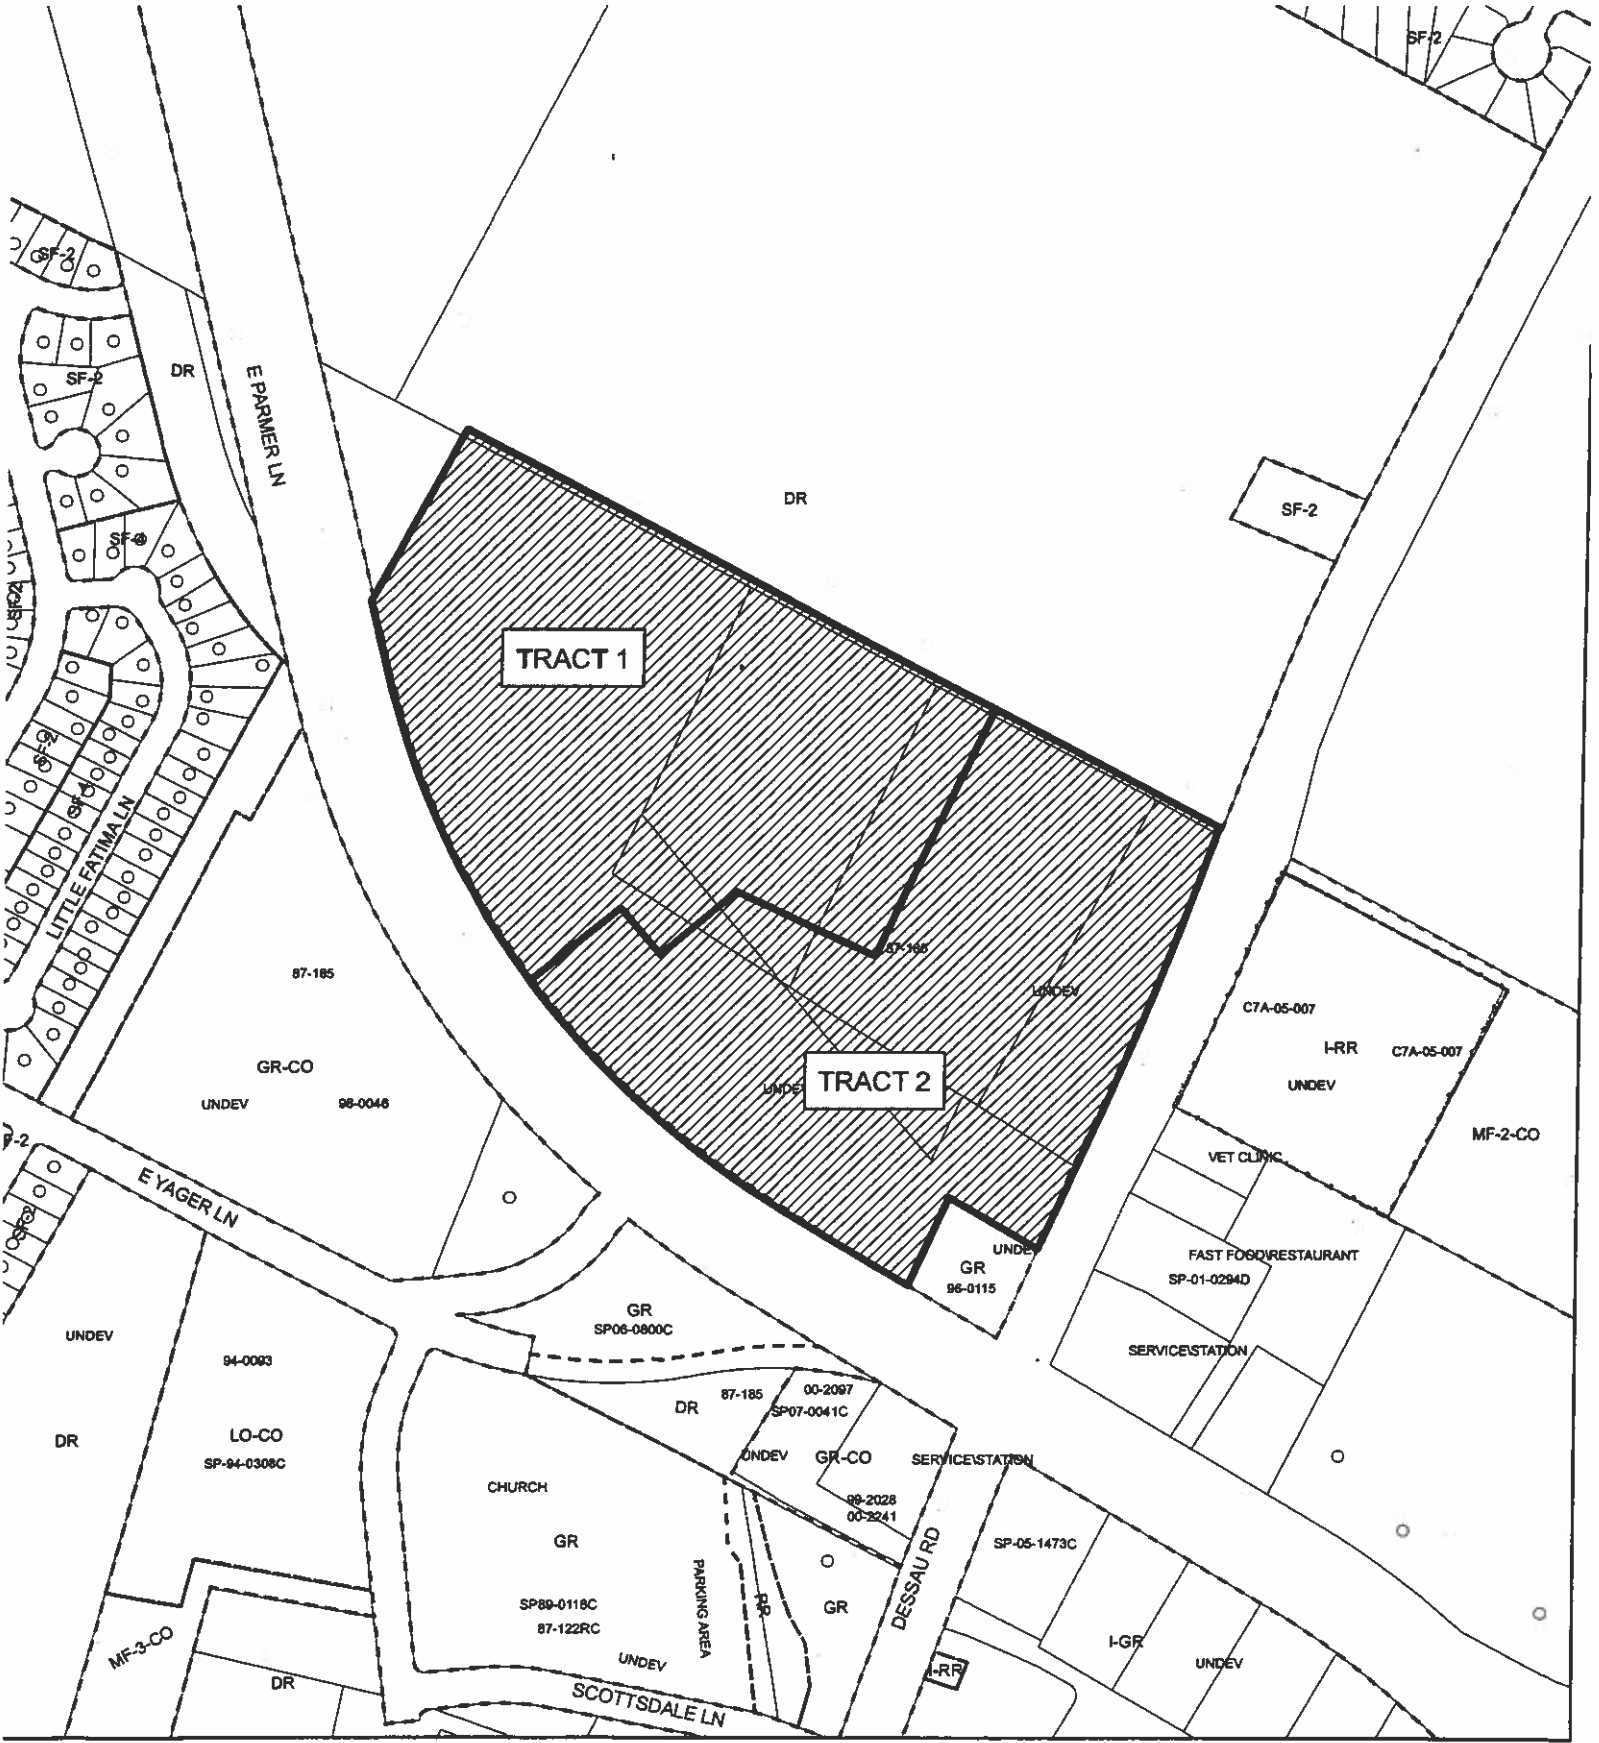 SF-2
SF-2
SF-2
DR
E PARMER LN
DR
SF-2
SF-2
TRACT 1
SF-2
SF-4
LITTLE FATIMA LN
87-185
UNDEV
87-185
C7A-05-007
I-RR
C7A-05-007
UNDEV
GR-CO
UNDEV
96-0046
TRACT 2
MF-2-CO
VET CLINIC
E YAGER LN
SF-2
UNDEV
GR
96-0115
FAST FOOD\RESTAURANT
SP-01-0294D
GR
SP06-0800C
SERVICE\STATION
UNDEV
94-0093
DR
87-185
00-2097
SP07-0041C
DR
LO-CO
SP-94-0308C
UNDEV
GR-CO
SERVICE\STATION
CHURCH
99-2028
00-2241
GR
SP-05-1473C
DESSAU RD
PARKING AREA
RR
GR
SP89-0118C
87-122RC
MF-3-CO
UNDEV
I-GR
UNDEV
I-RR
DR
SCOTTSDALE LN